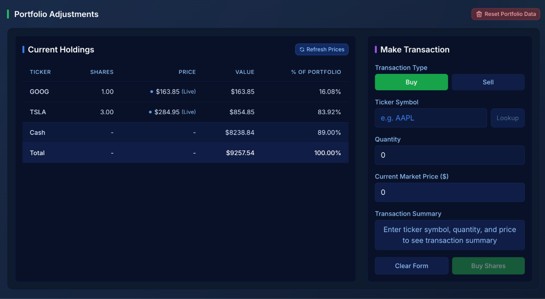 Portfolio Adjustments
Reset Portfolio Data
Current Holdings
Refresh Prices
TICKER SHARES PRICE VALUE % OF PORTFOLIO
GOOG 1.00 $163.85 (Live) $163.85 16.08%
TSLA 3.00 $284.95 (Live) $854.85 83.92%
Cash - - $8238.84 89.00%
Total - - $9257.54 100.00%
Make Transaction
Transaction Type
Buy Sell
Ticker Symbol
e.g. AAPL Lookup
Quantity
0
Current Market Price ($)
0
Transaction Summary
Enter ticker symbol, quantity, and price
to see transaction summary
Clear Form Buy Shares